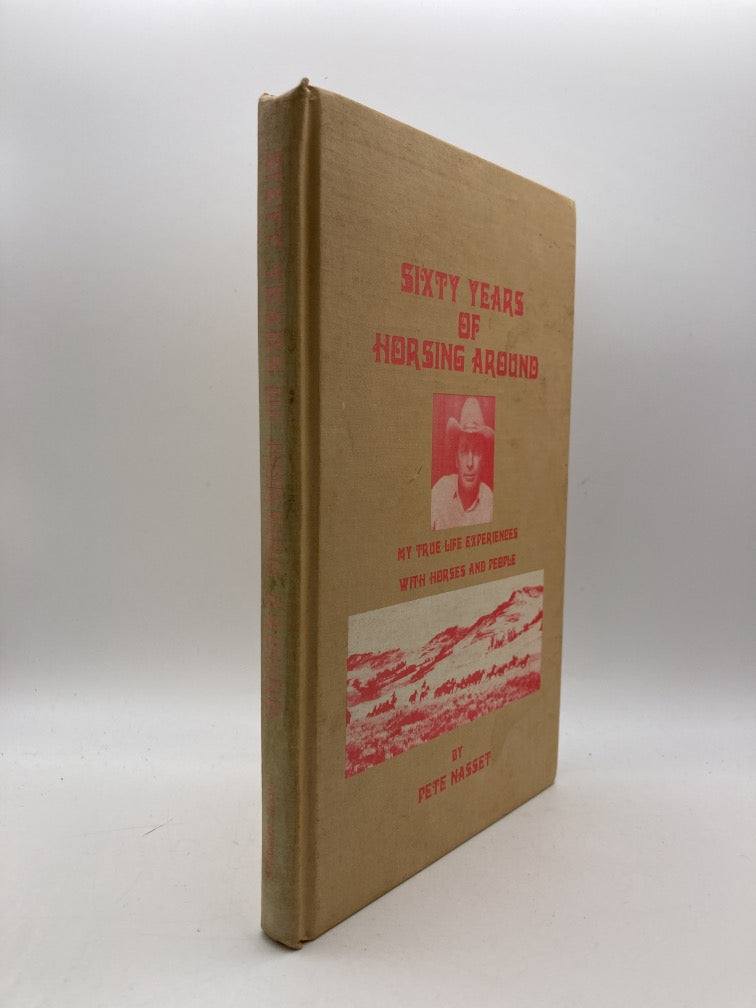 SIXTY YEARS
OF
HORSING AROUND
MY TRUE LIFE EXPERIENCES
WITH HORSES AND PEOPLE
BY
PETE NASSET